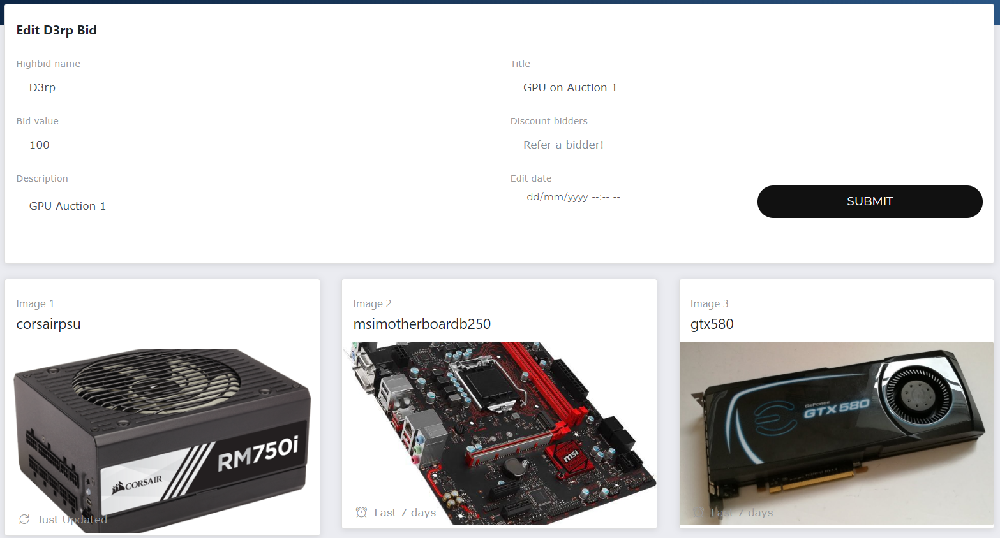 Edit D3rp Bid
Highbid name
D3rp
Title
GPU on Auction 1
Bid value
100
Discount bidders
Refer a bidder!
Description
GPU Auction 1
Edit date
dd/mm/yyyy --:-- --
SUBMIT
Image 1
corsairpsu
RM750i
CORSAIR
Just Updated
Image 2
msimotherboardb250
msi
Last 7 days
Image 3
gtx580
GEFORCE
GTX 580
Last 7 days